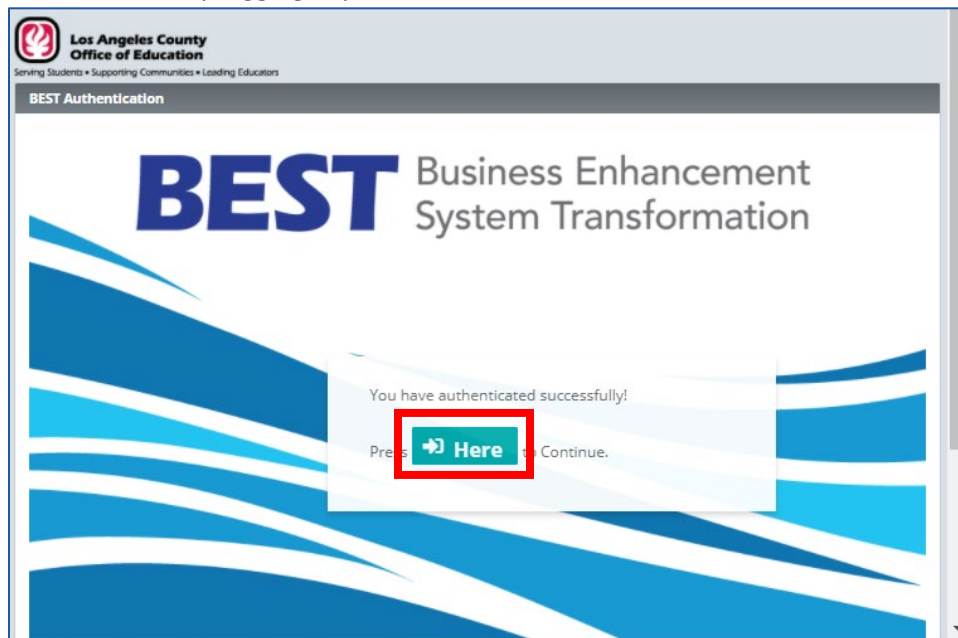 Los Angeles County
Office of Education
Serving Students • Supporting Communities • Leading Educators
BEST Authentication
BEST Business Enhancement
System Transformation
You have authenticated successfully!
Press Here to Continue.